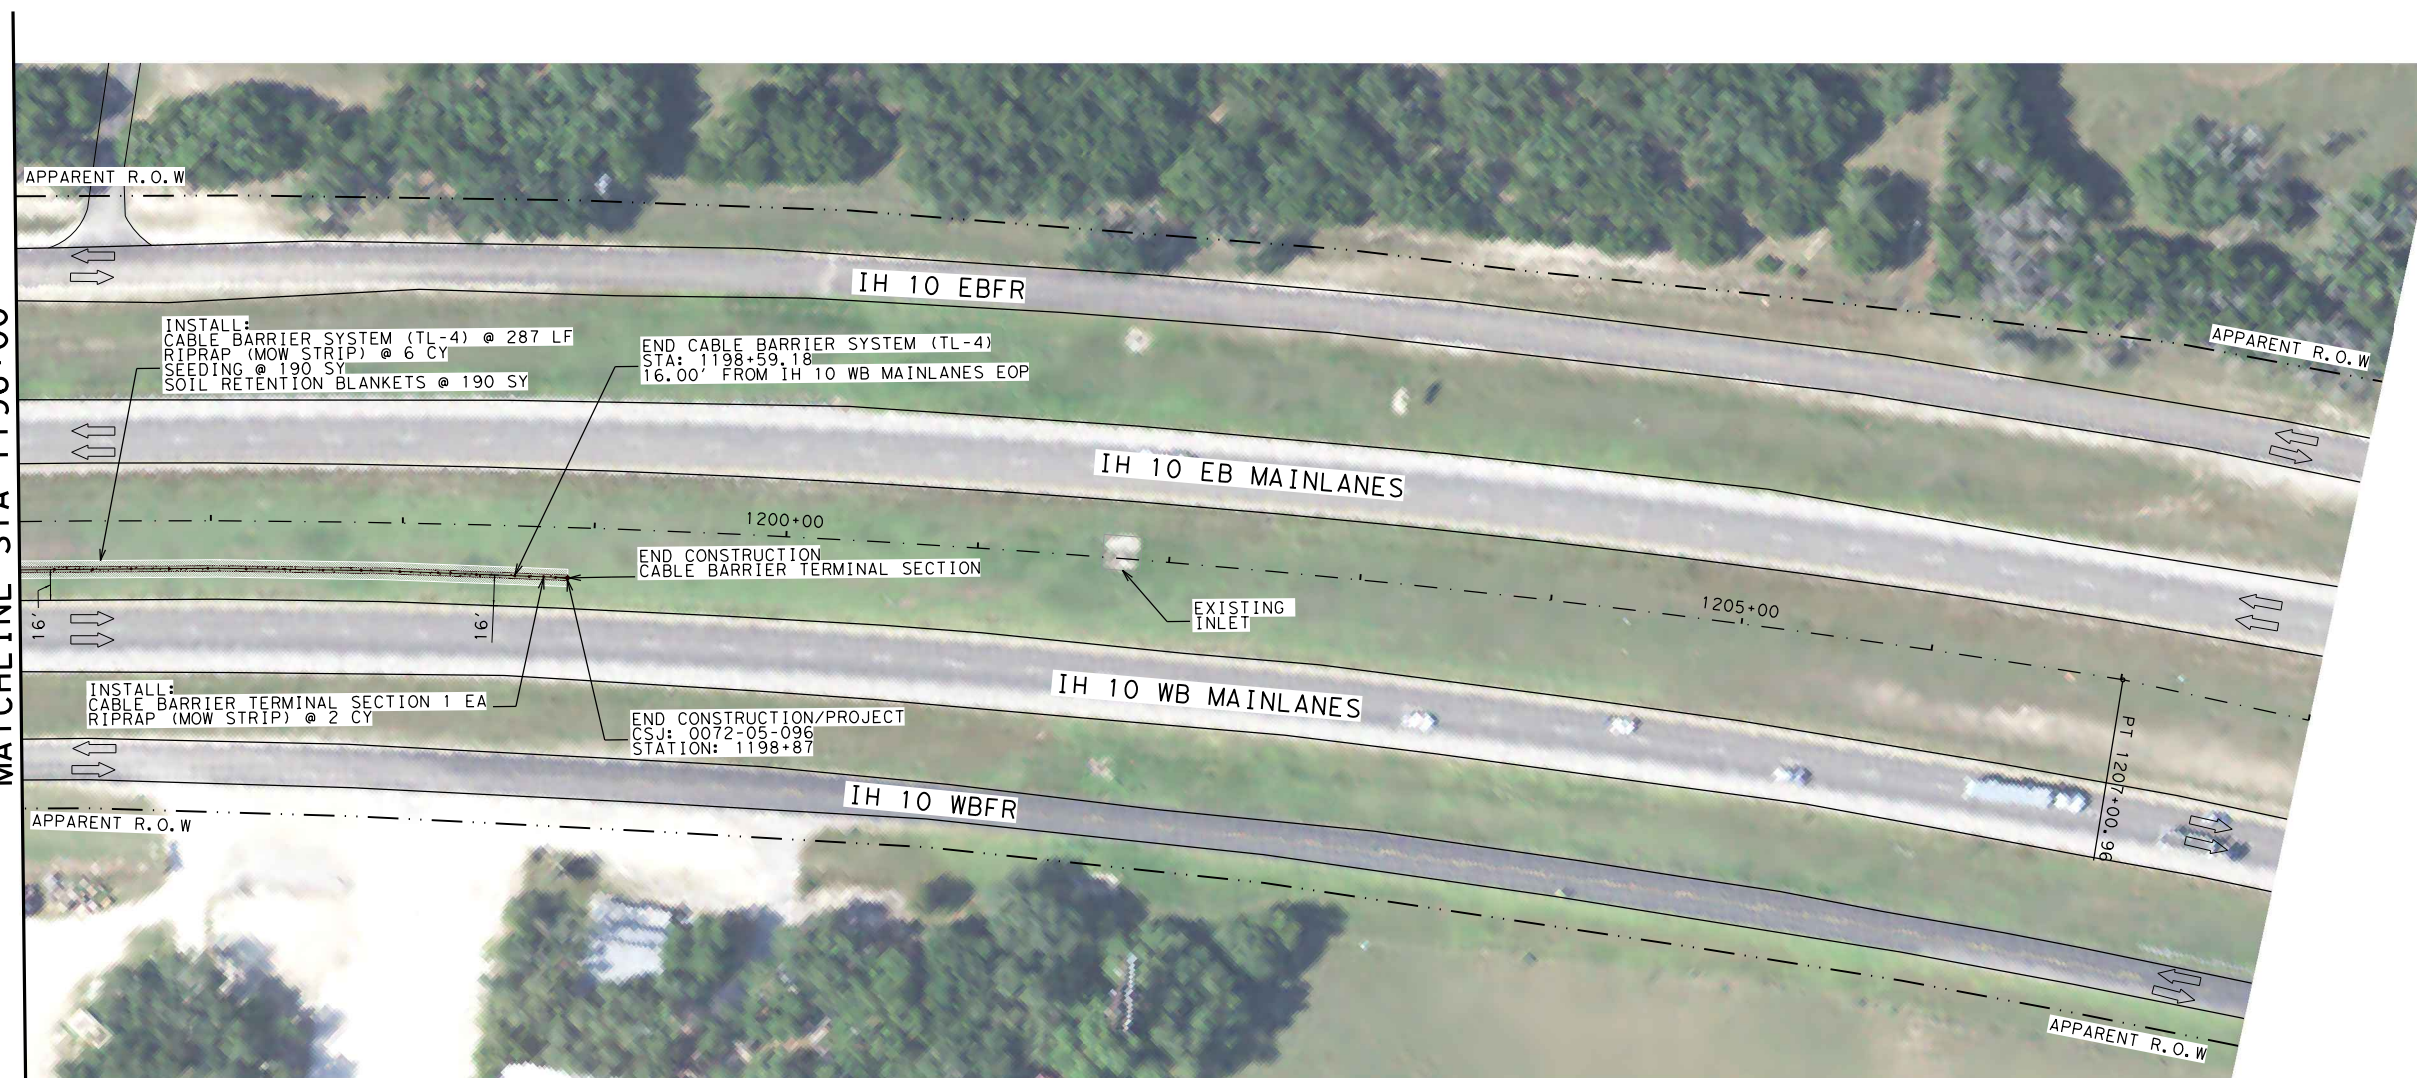 APPARENT R.O.W
IH 10 EBFR
INSTALL:
CABLE BARRIER SYSTEM (TL-4) @ 287 LF
RIPRAP (MOW STRIP) @ 6 CY
SEEDING @ 190 SY
SOIL RETENTION BLANKETS @ 190 SY
END CABLE BARRIER SYSTEM (TL-4)
STA: 1198+59.18
16.00' FROM IH 10 WB MAINLANES EOP
APPARENT R.O.W
IH 10 EB MAINLANES
1200+00
END CONSTRUCTION
CABLE BARRIER TERMINAL SECTION
EXISTING
INLET
1205+00
16'
16'
INSTALL:
CABLE BARRIER TERMINAL SECTION 1 EA
RIPRAP (MOW STRIP) @ 2 CY
END CONSTRUCTION/PROJECT
CSJ: 0072-05-096
STATION: 1198+87
IH 10 WB MAINLANES
PT 1207+00.96
IH 10 WBFR
APPARENT R.O.W
APPARENT R.O.W